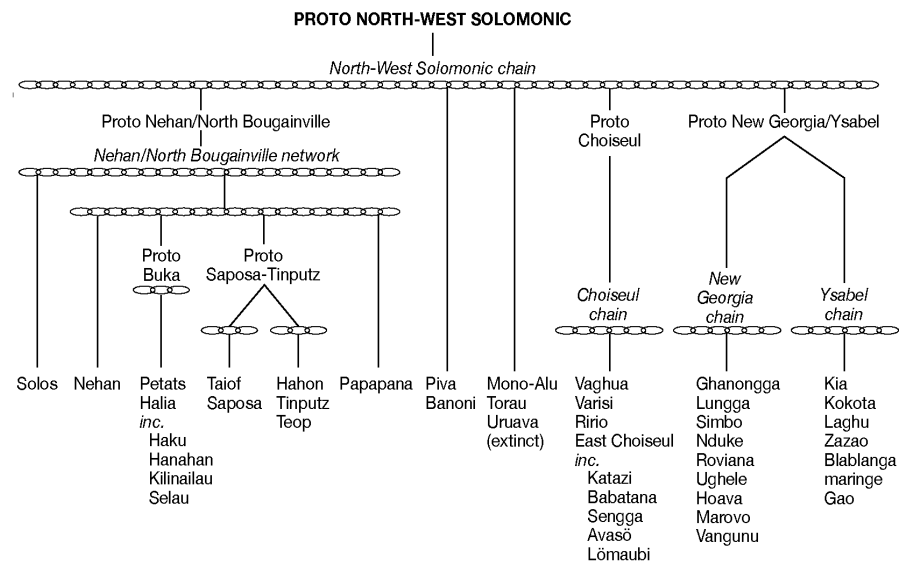 PROTO NORTH-WEST SOLOMONIC
North-West Solomonic chain
Proto Nehan/North Bougainville
Nehan/North Bougainville network
Proto
Choiseul
Proto New Georgia/Ysabel
Proto
Buka
Proto
Saposa-Tinputz
Choiseul
chain
New
Georgia
chain
Ysabel
chain
Solos
Nehan
Petats
Halia
inc.
Haku
Hanahan
Kilinailau
Selau
Taiof
Saposa
Hahon
Tinputz
Teop
Papapana
Piva
Banoni
Mono-Alu
Torau
Uruava
(extinct)
Vaghua
Varisi
Ririo
East Choiseul
inc.
Katazi
Babatana
Sengga
Avasö
Lömaubi
Ghanongga
Lungga
Simbo
Nduke
Roviana
Ughele
Hoava
Marovo
Vangunu
Kia
Kokota
Laghu
Zazao
Blablanga
maringe
Gao